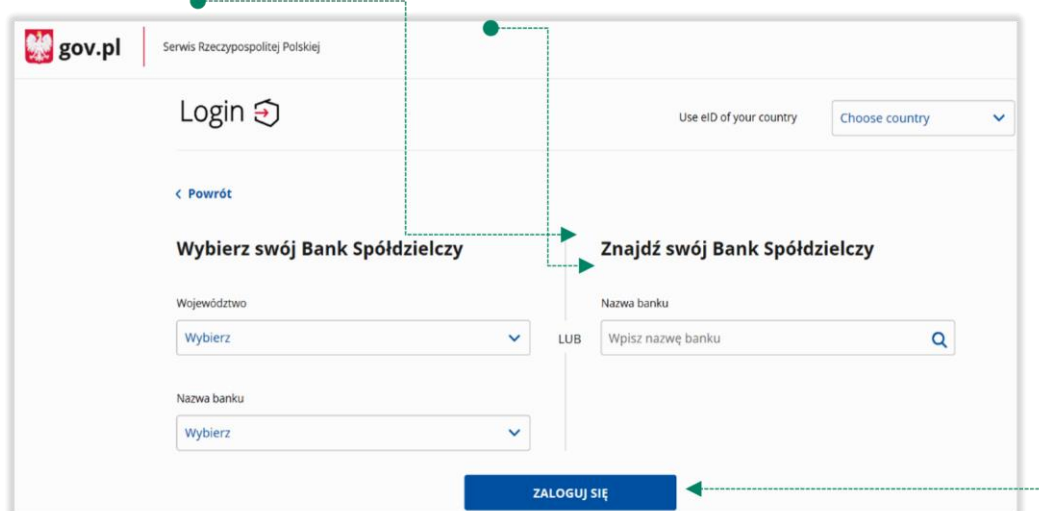 gov.pl
Serwis Rzeczypospolitej Polskiej
Login
Use eID of your country
Choose country
Powrót
Wybierz swój Bank Spółdzielczy
Województwo
Wybierz
Nazwa banku
Wybierz
LUB
Znajdź swój Bank Spółdzielczy
Nazwa banku
Wpisz nazwę banku
ZALOGUJ SIĘ